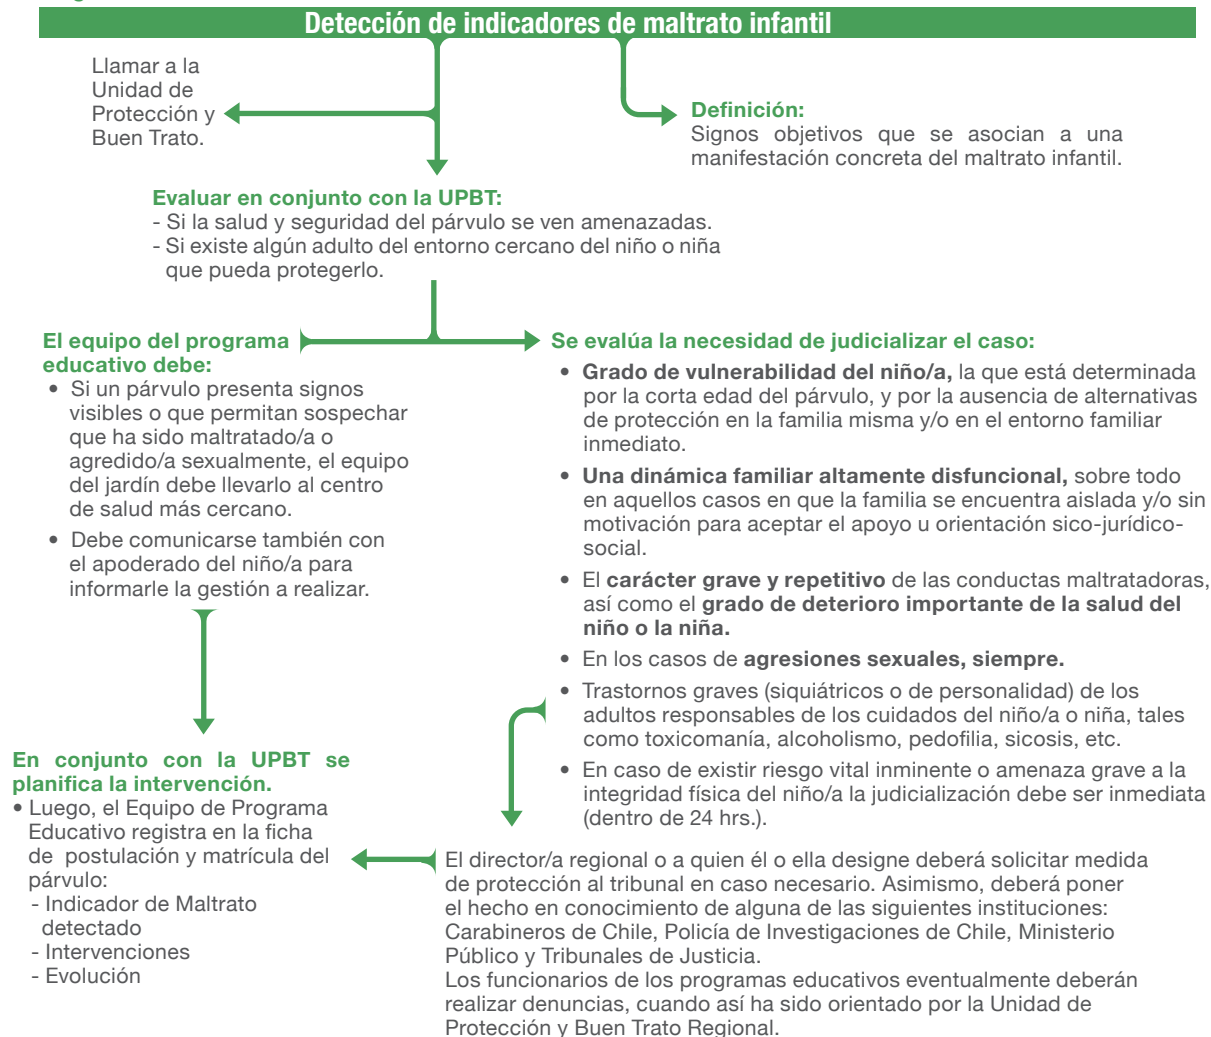 Detección de indicadores de maltrato infantil
Llamar a la
Unidad de
Protección y
Buen Trato.
Definición:
Signos objetivos que se asocian a una
manifestación concreta del maltrato infantil.
Evaluar en conjunto con la UPBT:
- Si la salud y seguridad del párvulo se ven amenazadas.
- Si existe algún adulto del entorno cercano del niño o niña
que pueda protegerlo.
El equipo del programa
educativo debe:
• Si un párvulo presenta signos
visibles o que permitan sospechar
que ha sido maltratado/a o
agredido/a sexualmente, el equipo
del jardín debe llevarlo al centro
de salud más cercano.
• Debe comunicarse también con
el apoderado del niño/a para
informarle la gestión a realizar.
Se evalúa la necesidad de judicializar el caso:
• Grado de vulnerabilidad del niño/a, la que está determinada
por la corta edad del párvulo, y por la ausencia de alternativas
de protección en la familia misma y/o en el entorno familiar
inmediato.
• Una dinámica familiar altamente disfuncional, sobre todo
en aquellos casos en que la familia se encuentra aislada y/o sin
motivación para aceptar el apoyo u orientación sico-jurídico-
social.
• El carácter grave y repetitivo de las conductas maltratadoras,
así como el grado de deterioro importante de la salud del
niño o la niña.
• En los casos de agresiones sexuales, siempre.
• Trastornos graves (siquiátricos o de personalidad) de los
adultos responsables de los cuidados del niño/a o niña, tales
como toxicomanía, alcoholismo, pedofilia, sicosis, etc.
• En caso de existir riesgo vital inminente o amenaza grave a la
integridad física del niño/a la judicialización debe ser inmediata
(dentro de 24 hrs.).
En conjunto con la UPBT se
planifica la intervención.
• Luego, el Equipo de Programa
Educativo registra en la ficha
de postulación y matrícula del
párvulo:
- Indicador de Maltrato
detectado
- Intervenciones
- Evolución
El director/a regional o a quien él o ella designe deberá solicitar medida
de protección al tribunal en caso necesario. Asimismo, deberá poner
el hecho en conocimiento de alguna de las siguientes instituciones:
Carabineros de Chile, Policía de Investigaciones de Chile, Ministerio
Público y Tribunales de Justicia.
Los funcionarios de los programas educativos eventualmente deberán
realizar denuncias, cuando así ha sido orientado por la Unidad de
Protección y Buen Trato Regional.